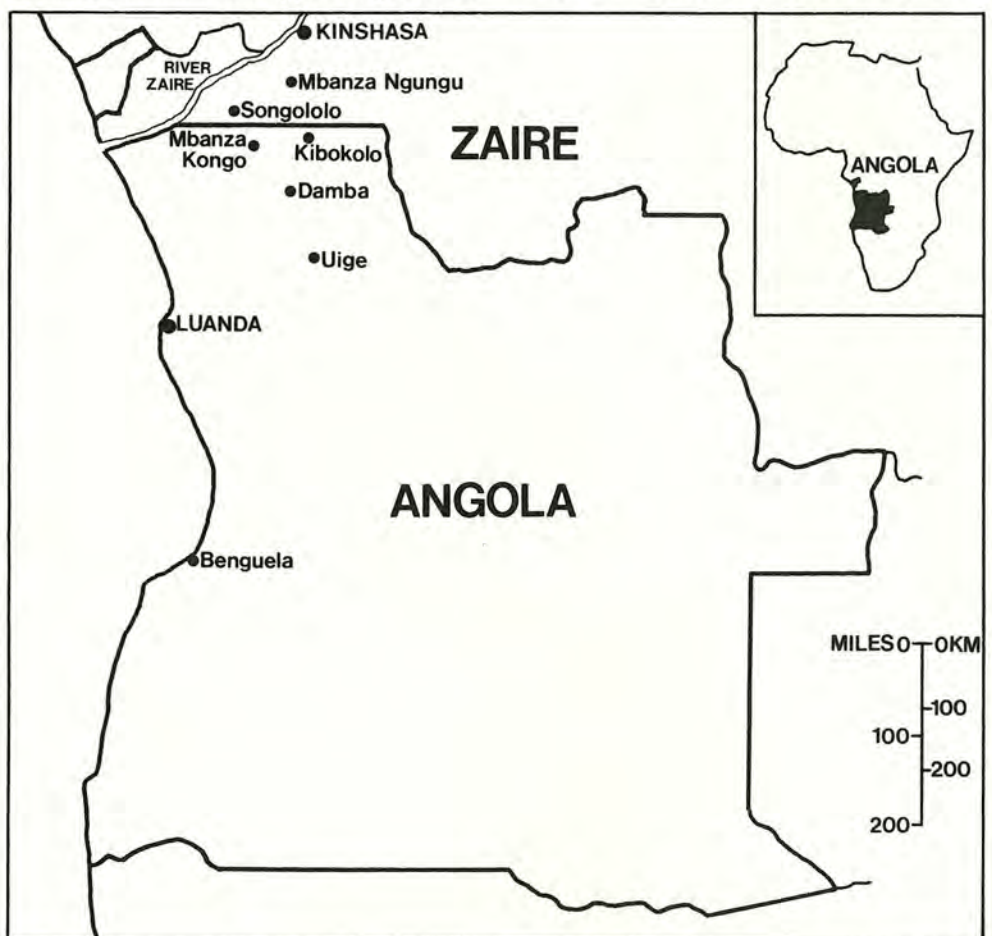 KINSHASA
RIVER
ZAIRE
Mbanza Ngungu
Songololo
Mbanza
Kongo
Kibokolo
ZAIRE
Damba
Uige
LUANDA
ANGOLA
Benguela
ANGOLA
MILES 0 0KM
100
100
200
200